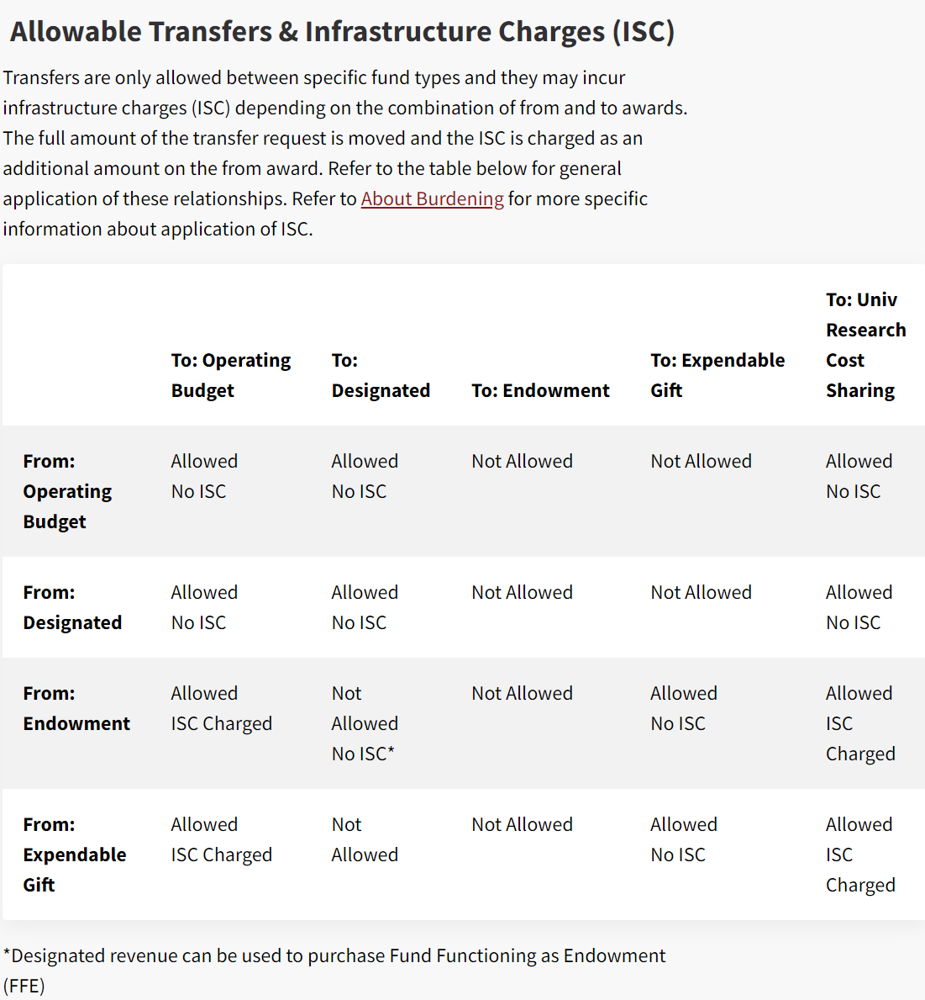 Allowable Transfers & Infrastructure Charges (ISC)
Transfers are only allowed between specific fund types and they may incur
infrastructure charges (ISC) depending on the combination of from and to awards.
The full amount of the transfer request is moved and the ISC is charged as an
additional amount on the from award. Refer to the table below for general
application of these relationships. Refer to About Burdening for more specific
information about application of ISC.
To: Operating
Budget
To:
Designated
To: Endowment
To: Expendable
Gift
To: Univ
Research
Cost
Sharing
From:
Operating
Budget
Allowed
No ISC
Allowed
No ISC
Not Allowed
Not Allowed
Allowed
No ISC
From:
Designated
Allowed
No ISC
Allowed
No ISC
Not Allowed
Not Allowed
Allowed
No ISC
From:
Endowment
Allowed
ISC Charged
Not
Allowed
No ISC*
Not Allowed
Allowed
No ISC
Allowed
ISC
Charged
From:
Expendable
Gift
Allowed
ISC Charged
Not
Allowed
Not Allowed
Allowed
No ISC
Allowed
ISC
Charged
*Designated revenue can be used to purchase Fund Functioning as Endowment
(FFE)